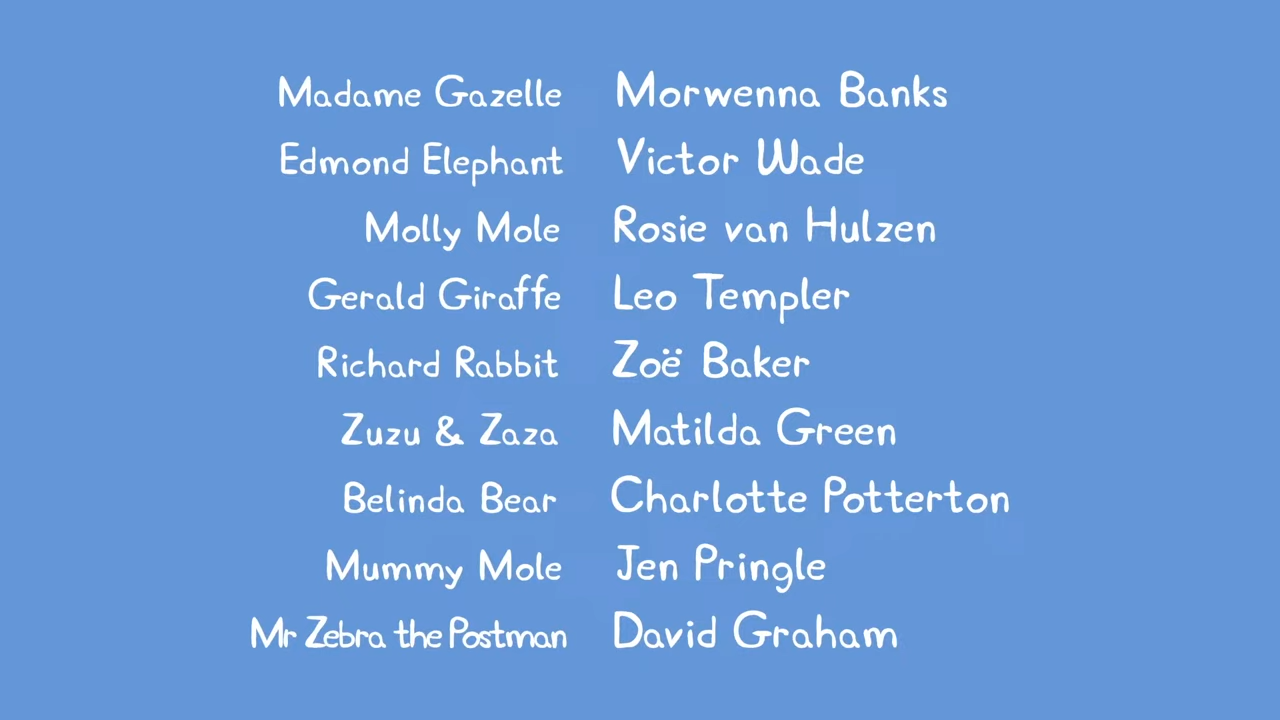 Madame Gazelle Morwenna Banks
Edmond Elephant Victor Wade
Molly Mole Rosie van Hulzen
Gerald Giraffe Leo Templer
Richard Rabbit Zoë Baker
Zuzu & Zaza Matilda Green
Belinda Bear Charlotte Potterton
Mummy Mole Jen Pringle
Mr Zebra the Postman David Graham